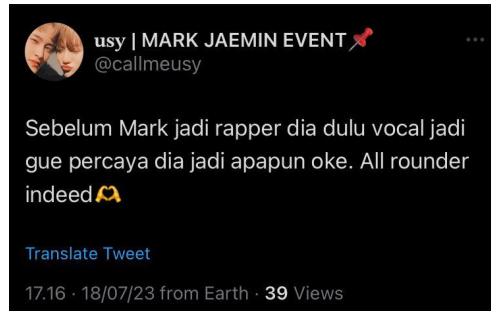 usy | MARK JAEMIN EVENT📌
@callmeusy
Sebelum Mark jadi rapper dia dulu vocal jadi
gue percaya dia jadi apapun oke. All rounder
indeed🫶
Translate Tweet
17.16 · 18/07/23 from Earth · 39 Views